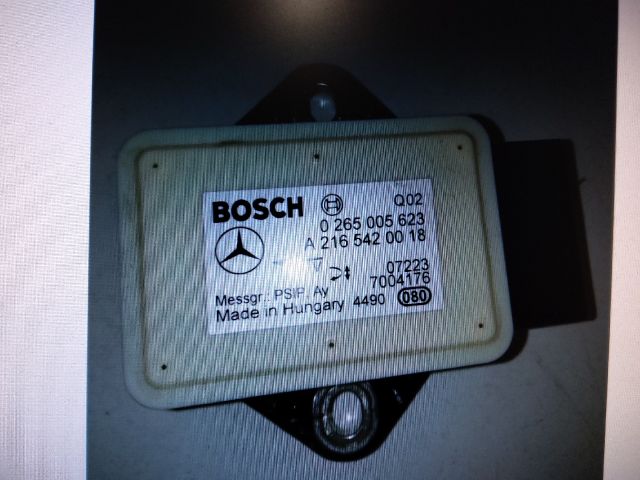 BOSCH Q02
0 265 005 623
A 216 542 00 18
07223
7004176
Messgr.: PSIP, Ay
Made in Hungary 4490 080